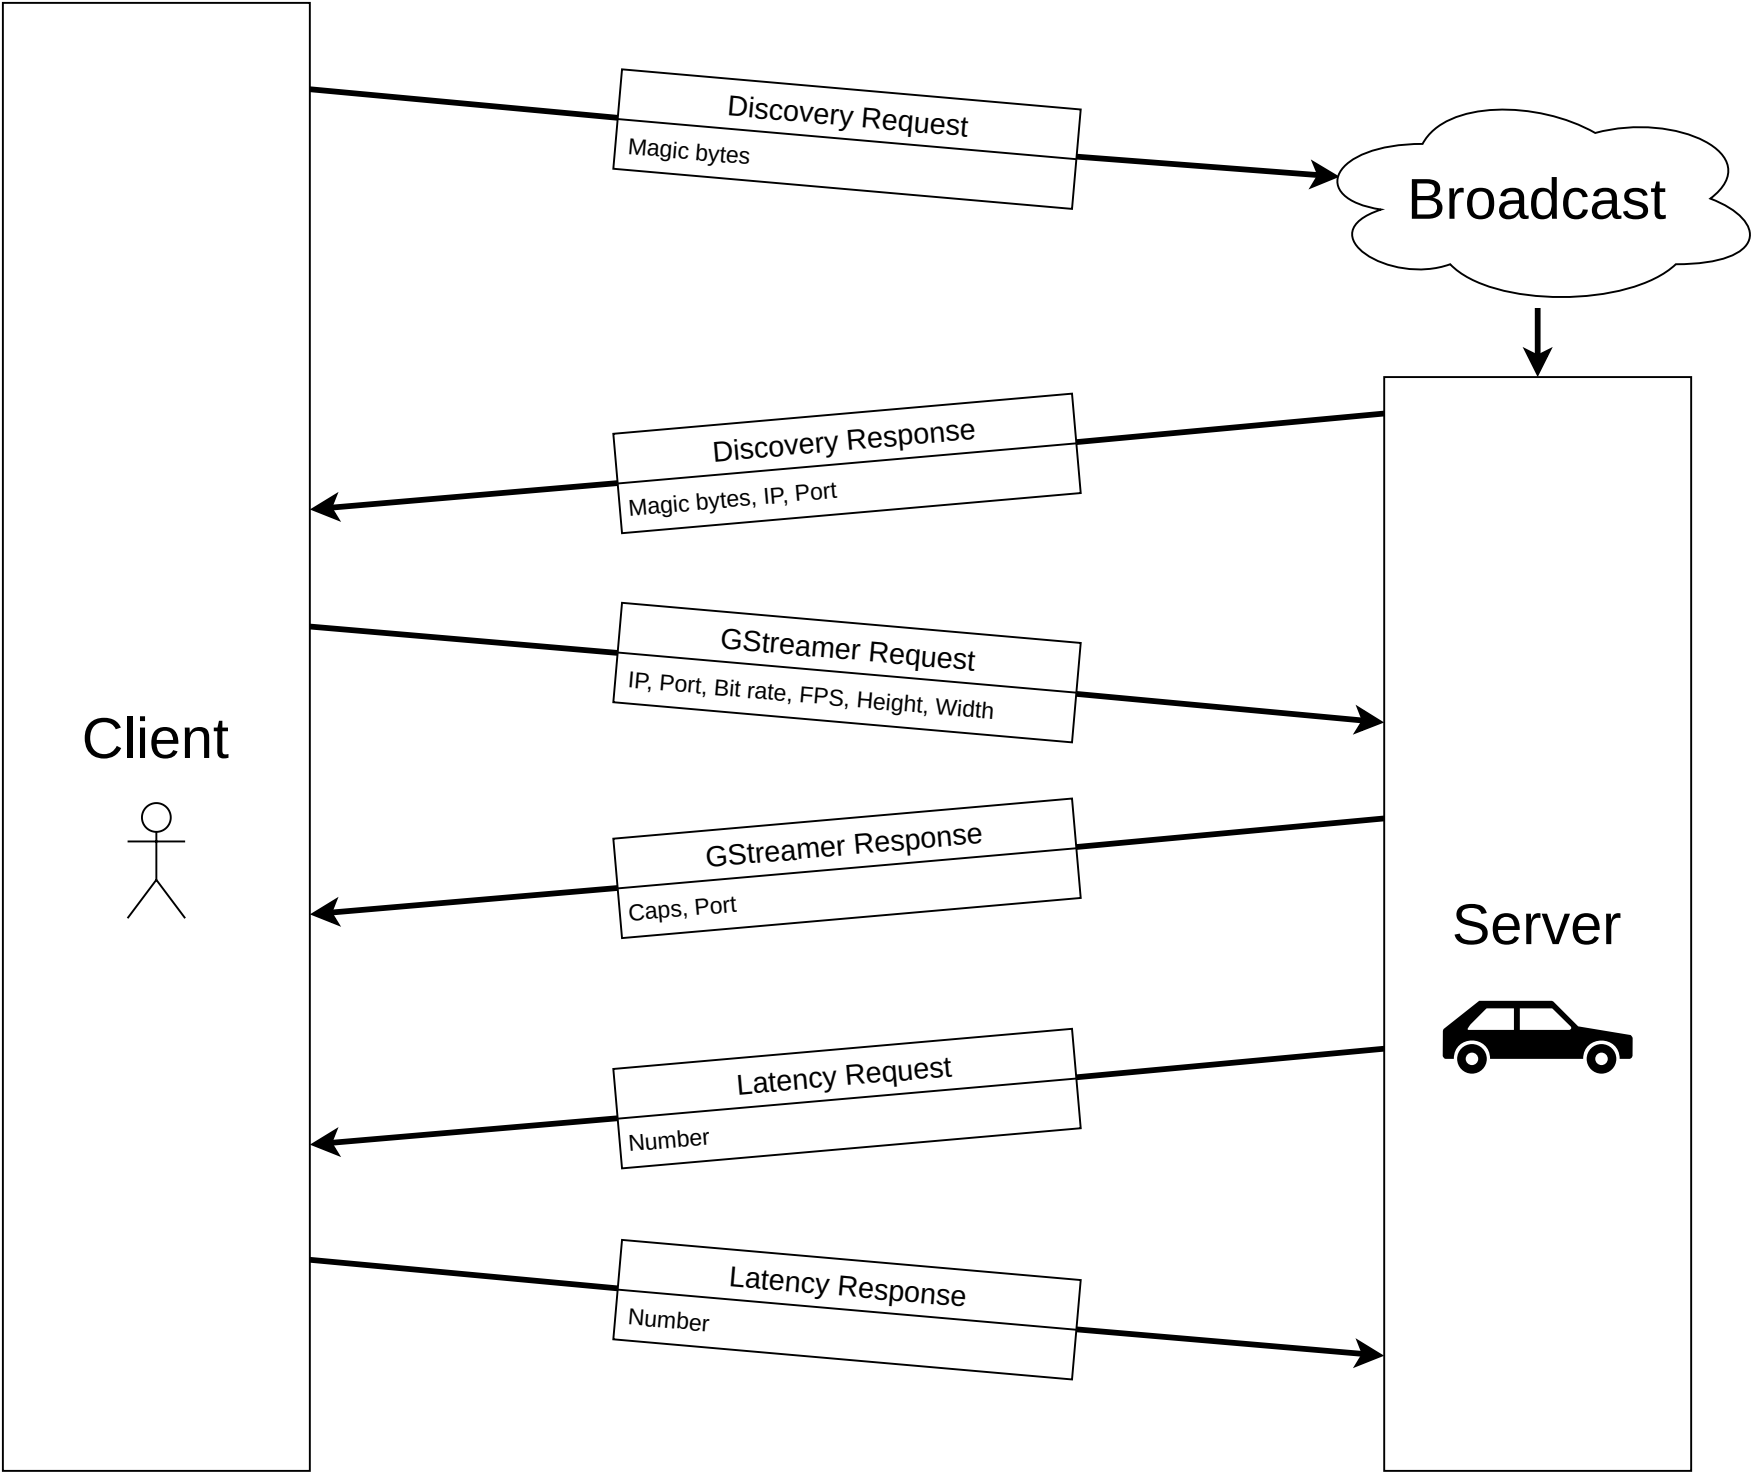 Discovery Request
Magic bytes
Broadcast
Discovery Response
Magic bytes, IP, Port
GStreamer Request
IP, Port, Bit rate, FPS, Height, Width
Client
GStreamer Response
Caps, Port
Server
Latency Request
Number
Latency Response
Number